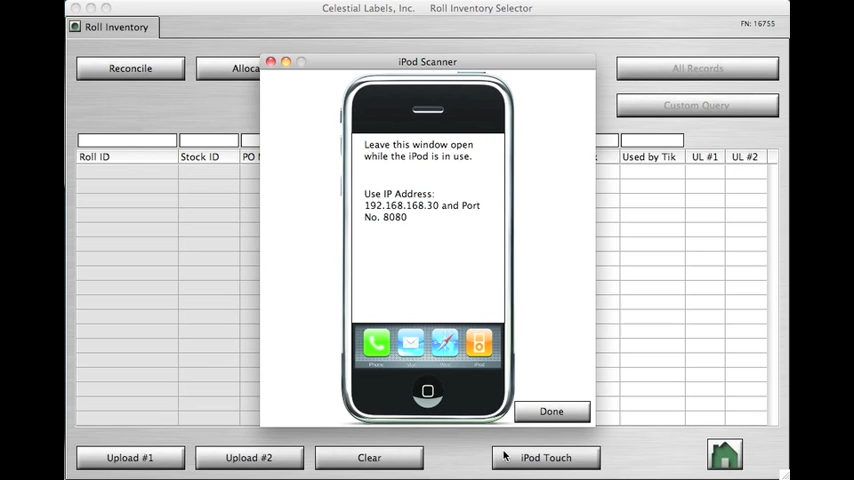 Celestial Labels, Inc. Roll Inventory Selector
Roll Inventory
FN: 16755
iPod Scanner
Reconcile
Alloca
All Records
Custom Query
Leave this window open
while the iPod is in use.
Use IP Address:
192.168.168.30 and Port
No. 8080
Roll ID
Stock ID
PO
Used by Tik
UL #1
UL #2
Phone
iPod
Done
Upload #1
Upload #2
Clear
iPod Touch